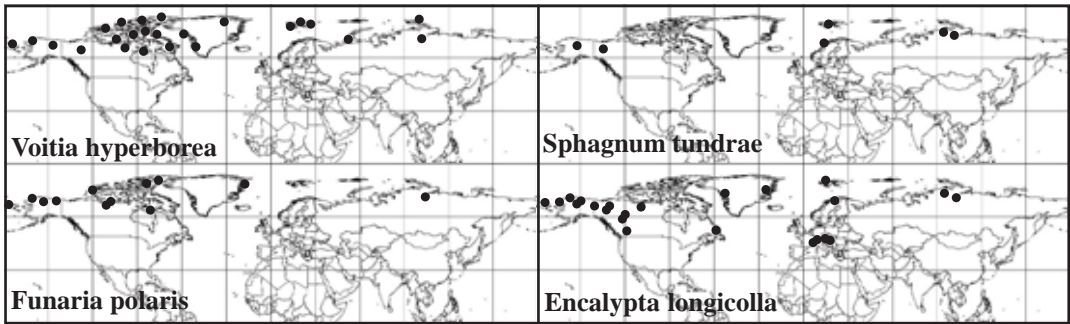 Voitia hyperborea
Sphagnum tundrae
Funaria polaris
Encalypta longicolla